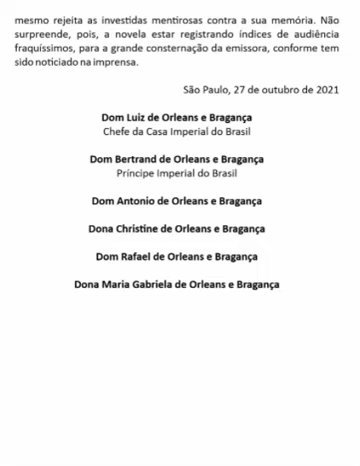 mesmo rejeita as investidas mentirosas contra a sua memória. Não
surpreende, pois, a novela estar registrando índices de audiência
fraquíssimos, para a grande consternação da emissora, conforme tem
sido noticiado na imprensa.
São Paulo, 27 de outubro de 2021
Dom Luiz de Orleans e Bragança
Chefe da Casa Imperial do Brasil
Dom Bertrand de Orleans e Bragança
Príncipe Imperial do Brasil
Dom Antonio de Orleans e Bragança
Dona Christine de Orleans e Bragança
Dom Rafael de Orleans e Bragança
Dona Maria Gabriela de Orleans e Bragança